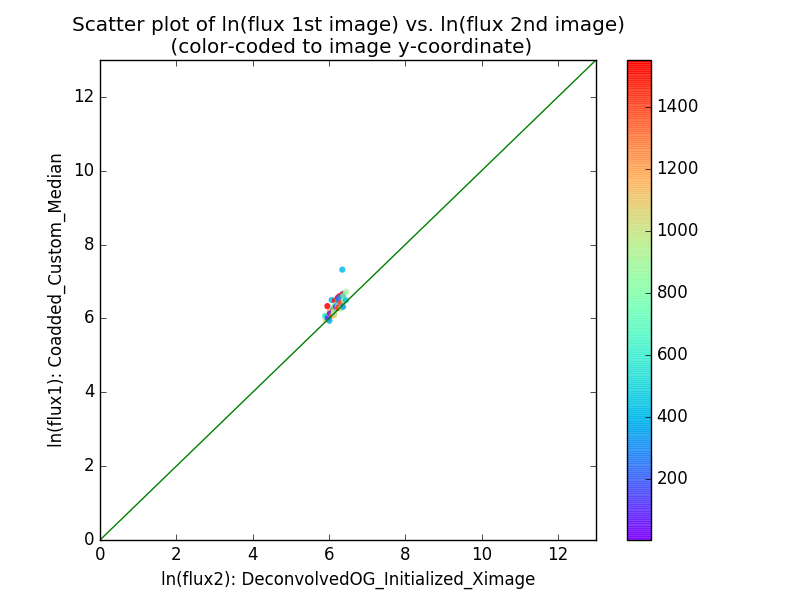 Scatter plot of ln(flux 1st image) vs. ln(flux 2nd image)
(color-coded to image y-coordinate)
ln(flux1): Coadded_Custom_Median
12
10
8
6
4
2
0
0 2 4 6 8 10 12
ln(flux2): DeconvolvedOG_Initialized_Ximage
1400
1200
1000
800
600
400
200